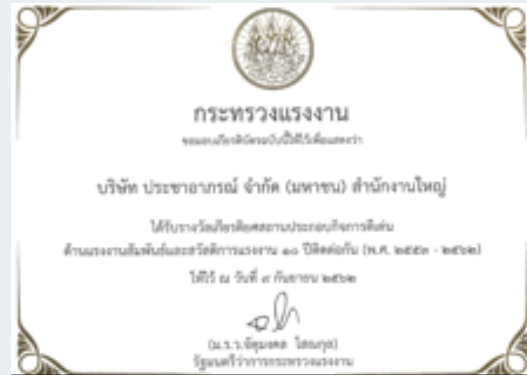 กระทรวงแรงงาน
ขอมอบเกียรติบัตรฉบับนี้ให้ไว้เพื่อแสดงว่า
บริษัท ประชาอาภรณ์ จำกัด (มหาชน) สำนักงานใหญ่
ได้รับรางวัลเกียรติยศสถานประกอบกิจการดีเด่น
ด้านแรงงานสัมพันธ์และสวัสดิการแรงงาน ๑๐ ปีติดต่อกัน (พ.ศ. ๒๕๕๓ - ๒๕๖๒)
ให้ไว้ ณ วันที่ ๙ กันยายน ๒๕๖๒
(ม.ร.ว.จัตุมงคล โสณกุล)
รัฐมนตรีว่าการกระทรวงแรงงาน